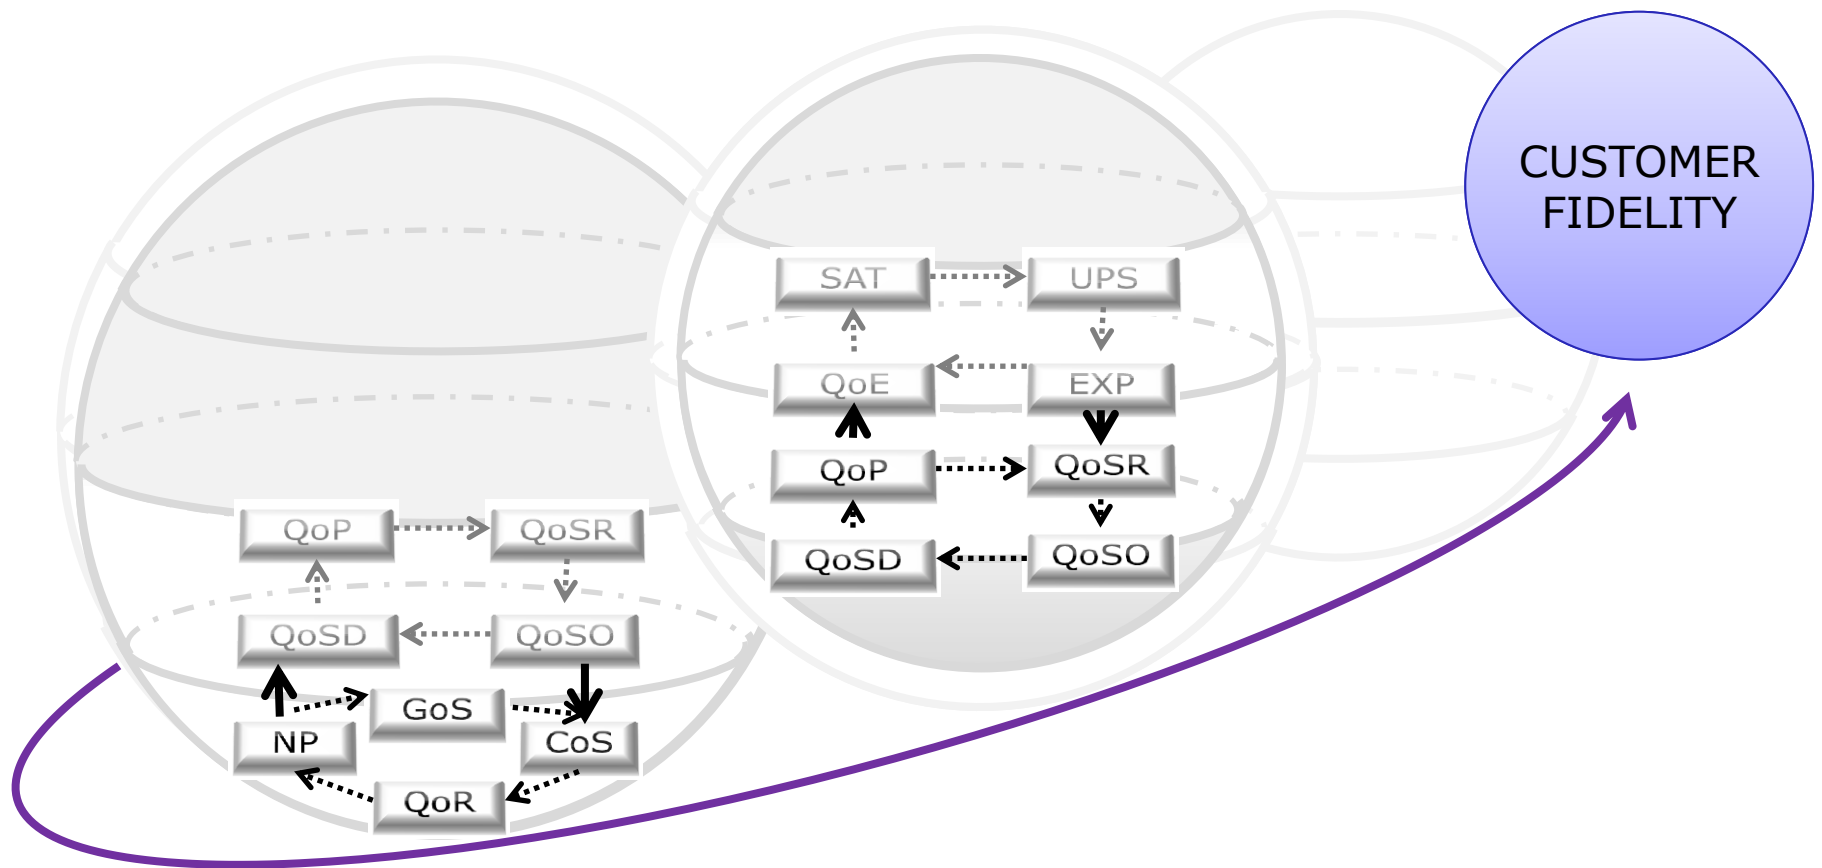 CUSTOMER
FIDELITY
SAT
UPS
QoE
EXP
QoP
QoSR
QoSD
QoSO
QoP
QoSR
QoSD
QoSO
GoS
NP
CoS
QoR